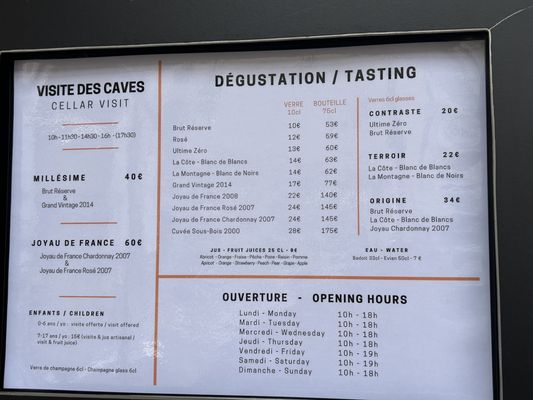 VISITE DES CAVES
CELLAR VISIT
10h -11h30 -14h30 -16h - (17h30)
MILLÉSIME 40€
Brut Réserve
&
Grand Vintage 2014
JOYAU DE FRANCE 60€
Joyau de France Chardonnay 2007
&
Joyau de France Rosé 2007
ENFANTS / CHILDREN
0-6 ans / yo : visite offerte / visit offered
7-17 ans / yo : 15€ (visite & jus artisanal /
visit & fruit juice)
Verre de champagne 6cl - Champagne glass 6cl
DÉGUSTATION / TASTING
VERRE BOUTEILLE
10cl 75cl
Brut Réserve 10€ 53€
Rosé 12€ 59€
Ultime Zéro 13€ 60€
La Côte - Blanc de Blancs 14€ 63€
La Montagne - Blanc de Noirs 14€ 62€
Grand Vintage 2014 17€ 77€
Joyau de France 2008 22€ 140€
Joyau de France Rosé 2007 24€ 145€
Joyau de France Chardonnay 2007 24€ 145€
Cuvée Sous-Bois 2000 28€ 175€
JUS - FRUIT JUICES 25 CL - 8€
Abricot - Orange - Fraise - Pêche - Poire - Raisin - Pomme
Apricot - Orange - Strawberry - Peach - Pear - Grape - Apple
Verres 6cl glasses
CONTRASTE 20€
Ultime Zéro
Brut Réserve
TERROIR 22€
La Côte - Blanc de Blancs
La Montagne - Blanc de Noirs
ORIGINE 34€
Brut Réserve
La Côte - Blanc de Blancs
Joyau Chardonnay 2007
EAU - WATER
Badoit 33cl - Evian 50cl - 7 €
OUVERTURE - OPENING HOURS
Lundi - Monday 10h - 18h
Mardi - Tuesday 10h - 18h
Mercredi - Wednesday 10h - 18h
Jeudi - Thursday 10h - 18h
Vendredi - Friday 10h - 19h
Samedi - Saturday 10h - 19h
Dimanche - Sunday 10h - 18h